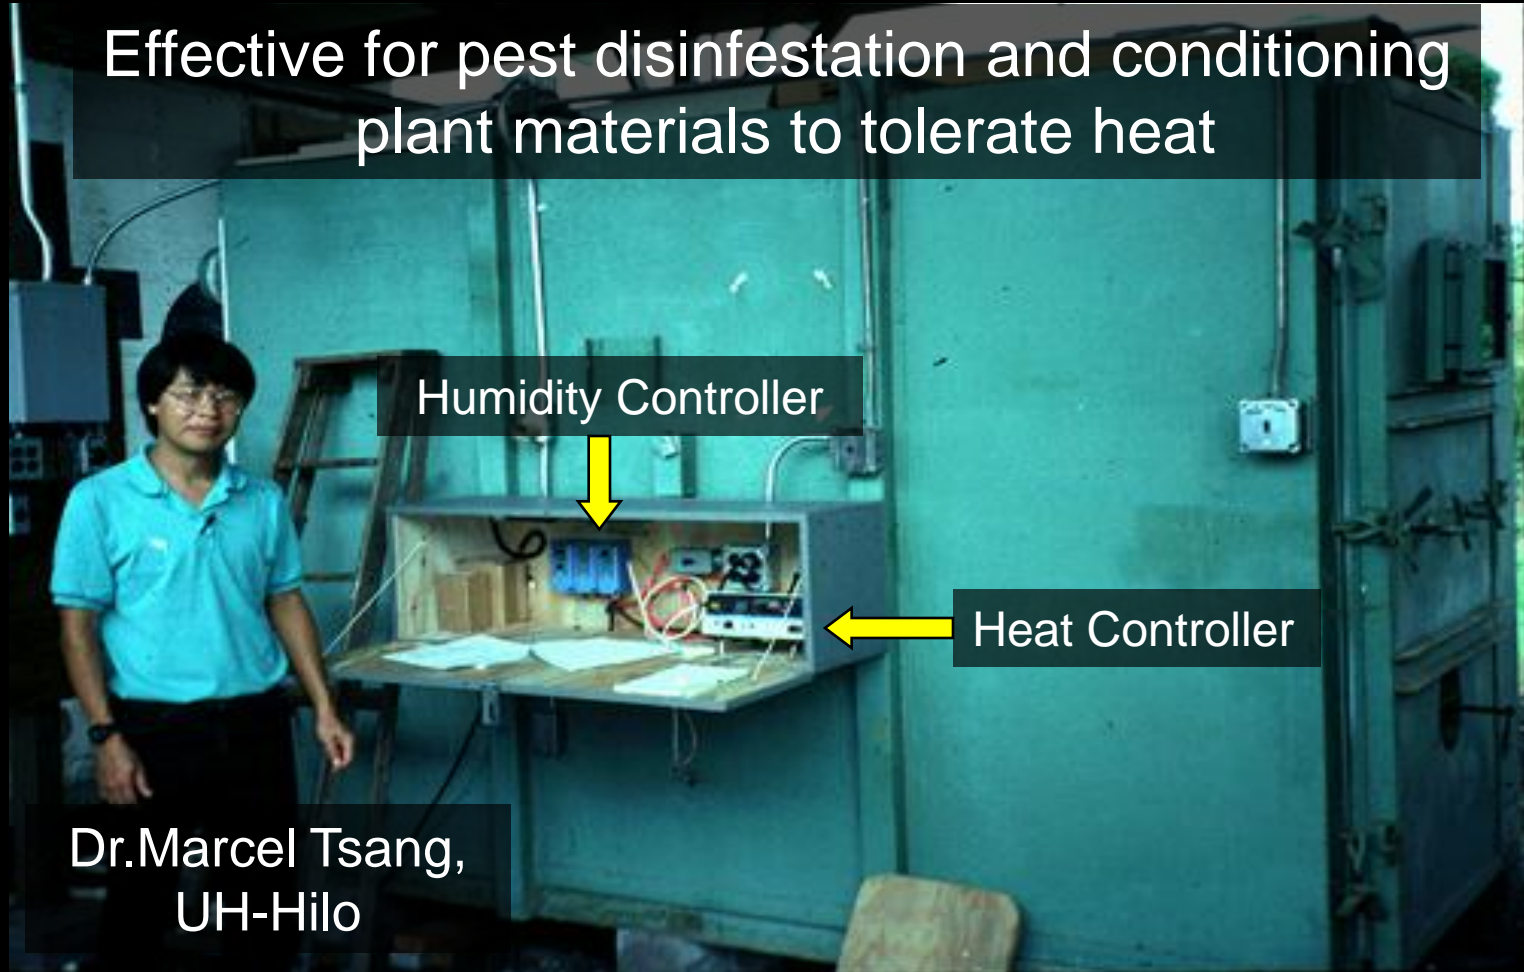 Effective for pest disinfestation and conditioning
plant materials to tolerate heat
Humidity Controller
Heat Controller
Dr.Marcel Tsang,
UH-Hilo